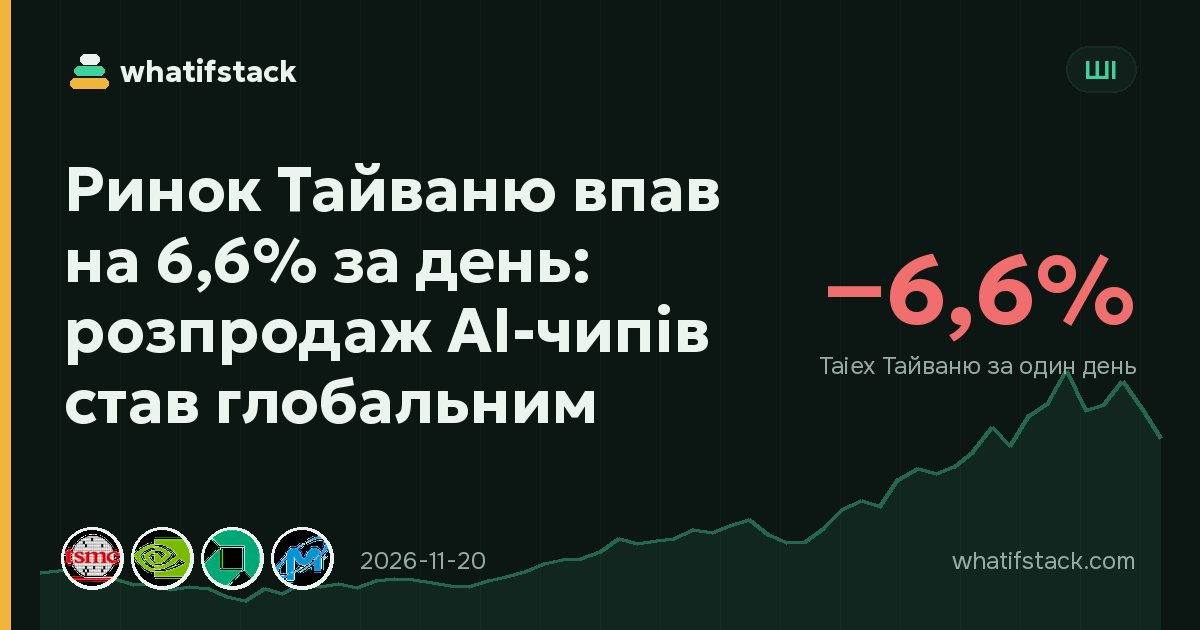 whatifstack
ШІ
Ринок Тайваню впав
на 6,6% за день:
розпродаж AI-чипів
став глобальним
−6,6%
Taiex Тайваню за один день
tsmc
2026-11-20
whatifstack.com